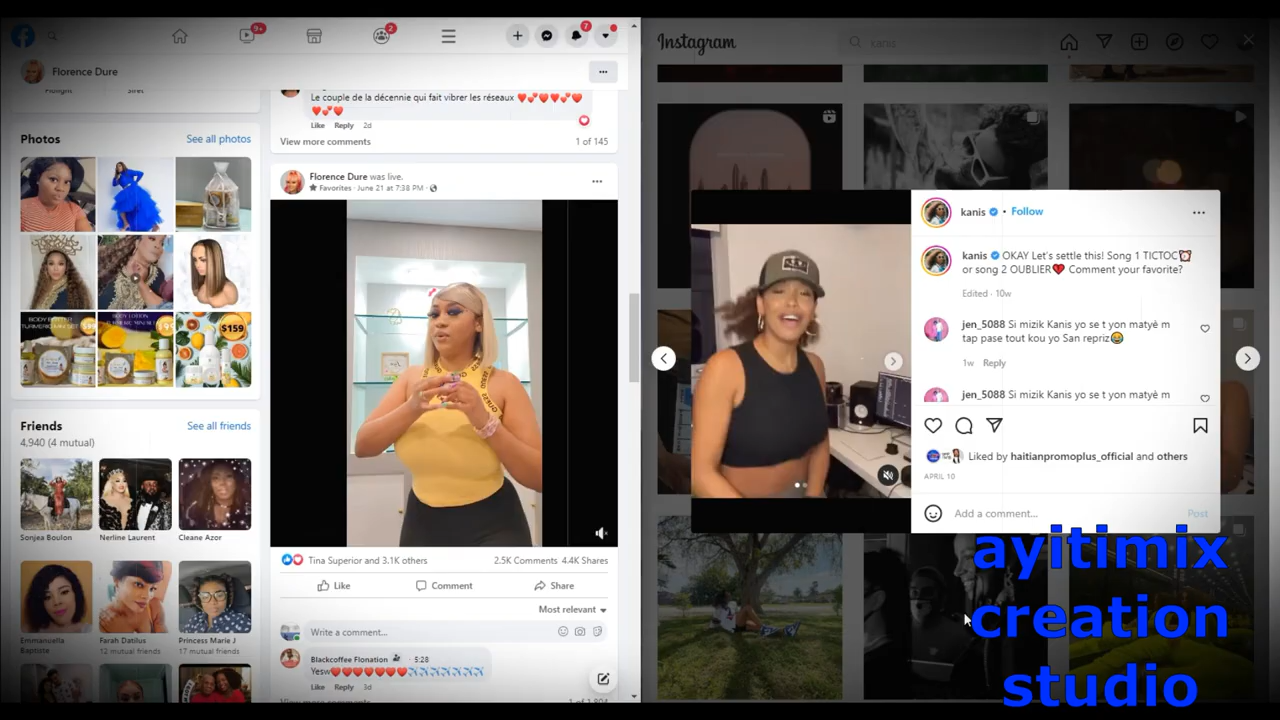 9+
2
7
Florence Dure
...
Le couple de la décennie qui fait vibrer les réseaux ❤️💕❤️❤️💕❤️
❤️💕❤️
Like Reply 2d
View more comments 1 of 145
Photos See all photos
$159
Friends See all friends
4,940 (4 mutual)
Sonjea Boulon Nerline Laurent Cleane Azor
Emmansella
Baptiste
Farah Datilus
12 mutual friends
Princess Marie J
17 mutual friends
Florence Dure was live.
Favorites · June 21 at 7:38 PM ·
Tina Superior and 3.1K others 2.5K Comments 4.4K Shares
Like Comment Share
Most relevant
Write a comment...
Blackcoffee Flonation · 5:28
Yesw❤️❤️❤️❤️❤️❤️❤️✈️✈️✈️✈️✈️✈️✈️
Like Reply 3d
Instagram
kanis
kanis • Follow
kanis OKAY Let's settle this! Song 1 TICTOC⏰
or song 2 OUBLIER💔 Comment your favorite?
Edited · 10w
jen_5088 Si mizik Kanis yo se t yon matyè m
tap pase tout kou yo San repriz😂
1w Reply
jen_5088 Si mizik Kanis yo se t yon matyè m
Liked by haitianpromoplus_official and others
APRIL 10
Add a comment... Post
ayitimix
creation
studio